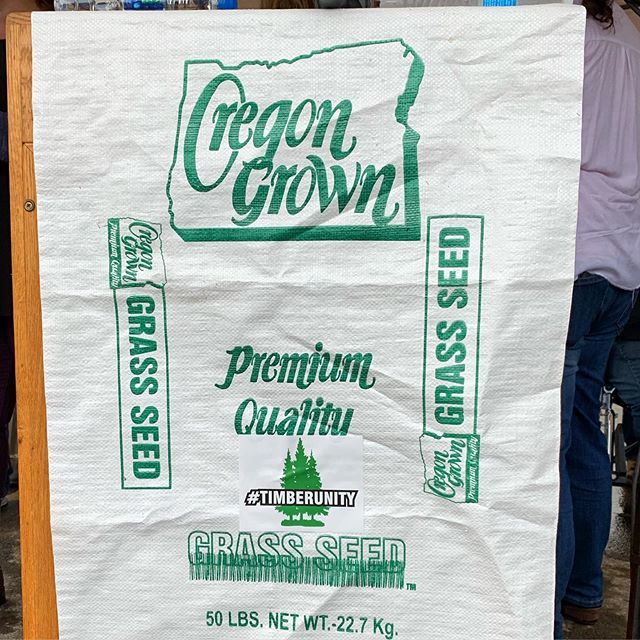 Oregon
Grown
Oregon
Grown
Premium Quality
GRASS SEED
GRASS SEED
Oregon
Grown
Premium Quality
Premium
Quality
#TIMBERUNITY
GRASS SEED™
50 LBS. NET WT.-22.7 Kg.